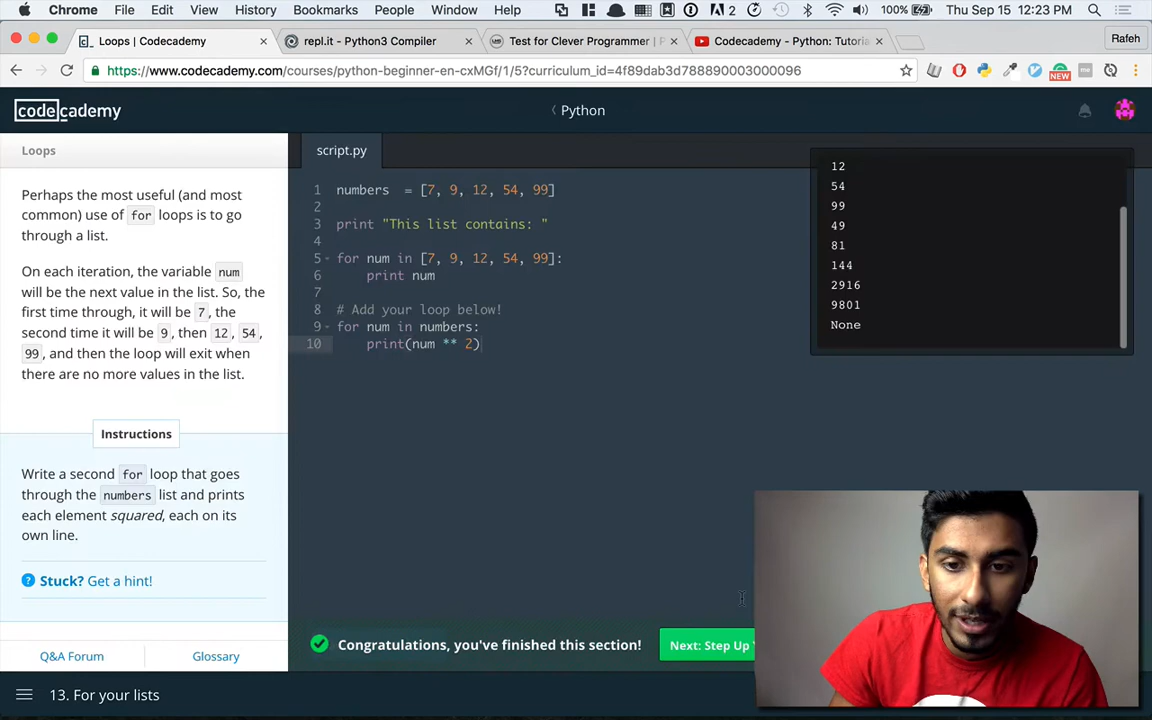 Chrome File Edit View History Bookmarks People Window Help 2 100% Thu Sep 15 12:23 PM
Loops | Codecademy repl.it - Python3 Compiler Test for Clever Programmer | P Codecademy - Python: Tutoria Rafeh
https://www.codecademy.com/courses/python-beginner-en-cxMGf/1/5?curriculum_id=4f89dab3d788890003000096 NEW
codecademy Python
Loops
Perhaps the most useful (and most
common) use of for loops is to go
through a list.
On each iteration, the variable num
will be the next value in the list. So, the
first time through, it will be 7, the
second time it will be 9, then 12, 54,
99, and then the loop will exit when
there are no more values in the list.
Instructions
Write a second for loop that goes
through the numbers list and prints
each element squared, each on its
own line.
? Stuck? Get a hint!
Q&A Forum Glossary
script.py
1 numbers = [7, 9, 12, 54, 99]
2
3 print "This list contains: "
4
5 for num in [7, 9, 12, 54, 99]:
6 print num
7
8 # Add your loop below!
9 for num in numbers:
10 print(num ** 2)
12
54
99
49
81
144
2916
9801
None
Congratulations, you've finished this section! Next: Step Up
13. For your lists